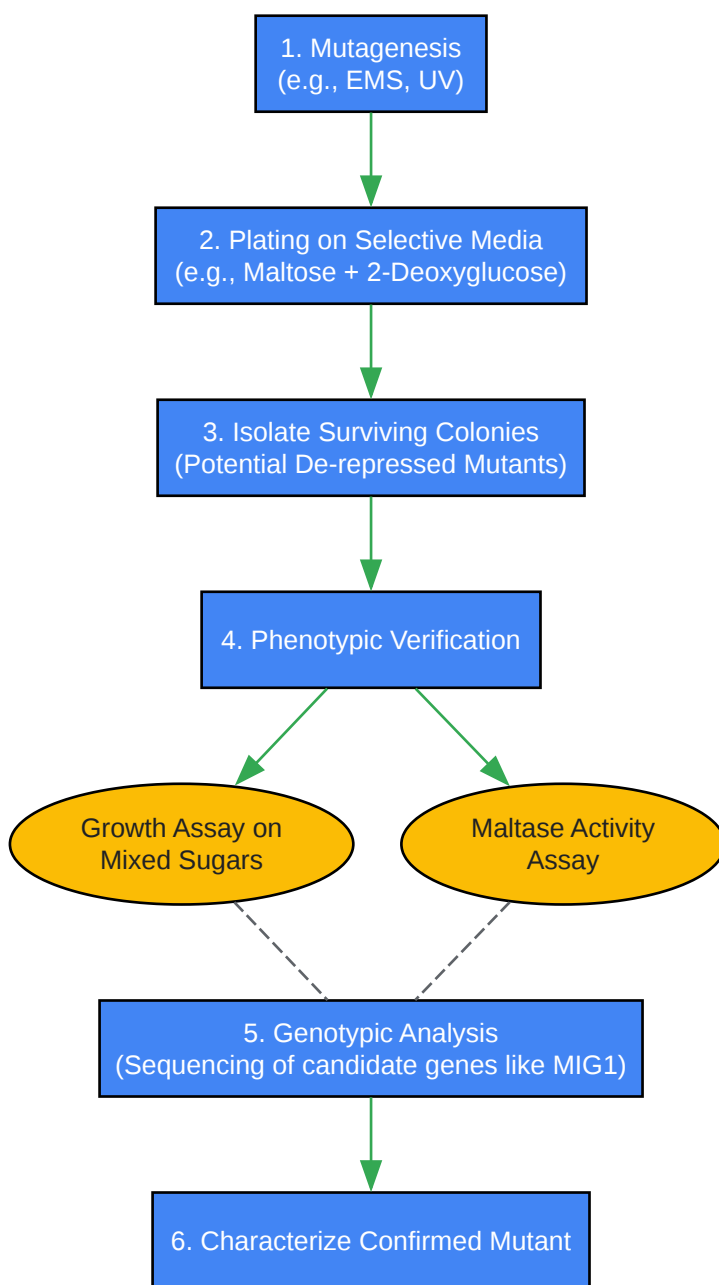 1. Mutagenesis
(e.g., EMS, UV)
2. Plating on Selective Media
(e.g., Maltose + 2-Deoxyglucose)
3. Isolate Surviving Colonies
(Potential De-repressed Mutants)
4. Phenotypic Verification
Growth Assay on
Mixed Sugars
Maltase Activity
Assay
5. Genotypic Analysis
(Sequencing of candidate genes like MIG1)
6. Characterize Confirmed Mutant